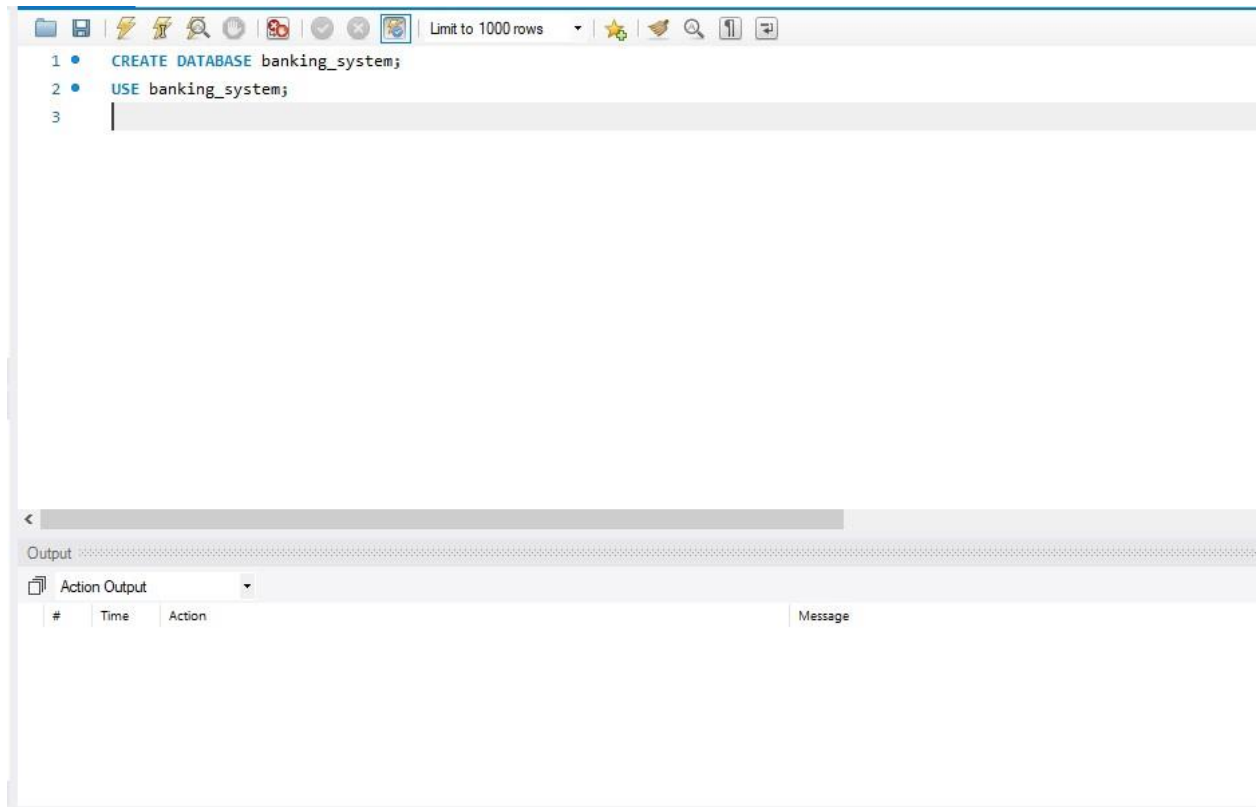 Limit to 1000 rows
1 CREATE DATABASE banking_system;
2 USE banking_system;
3
Output
Action Output
# Time Action Message